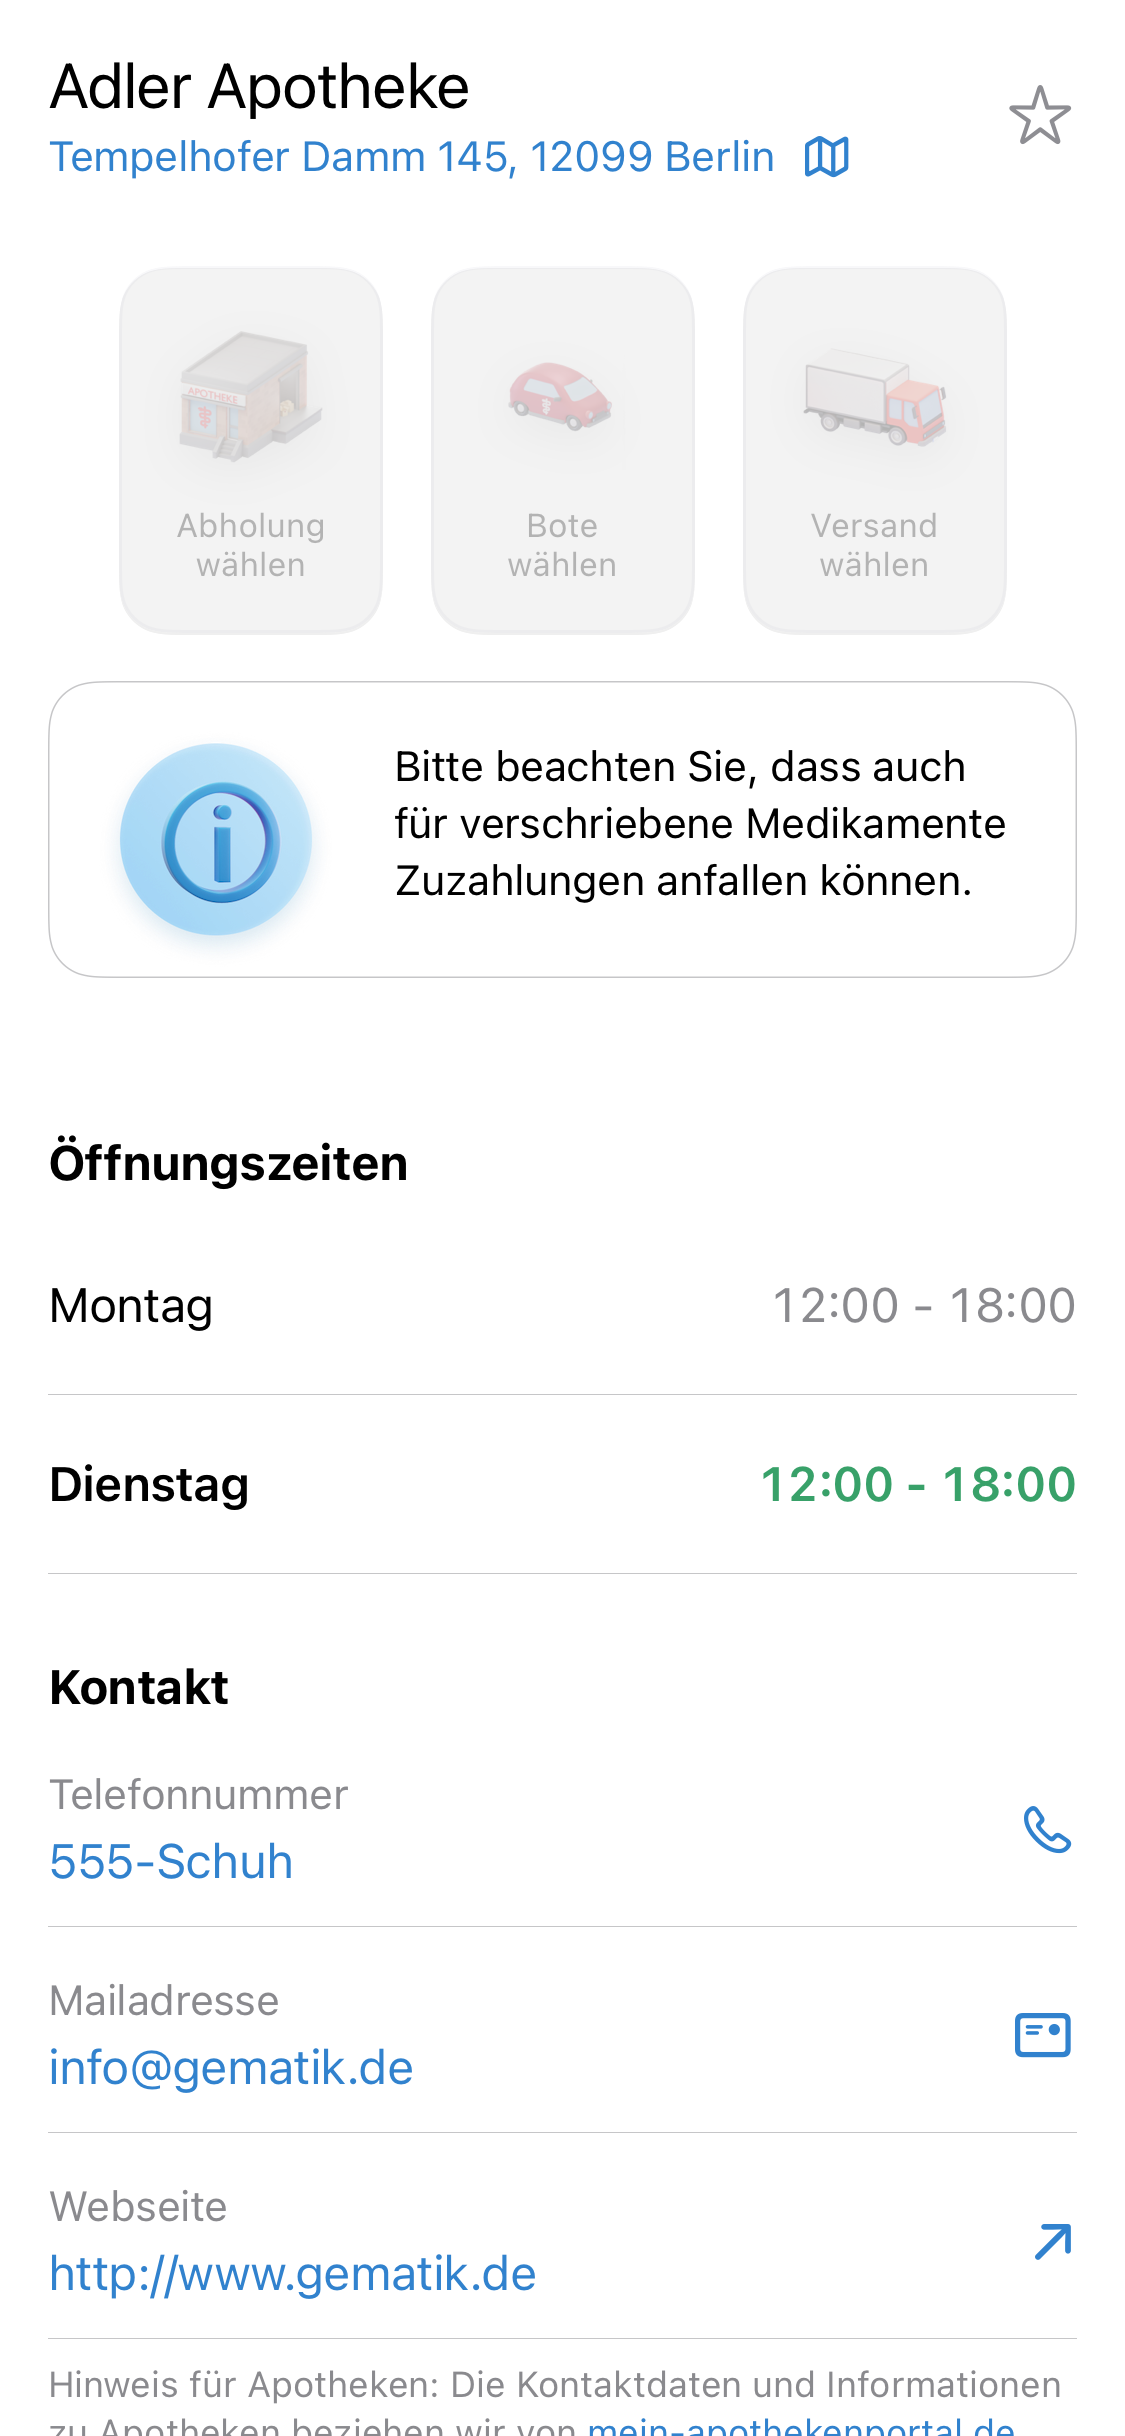 Adler Apotheke
Tempelhofer Damm 145, 12099 Berlin
APOTHEKE
Abholung
wählen
Bote
wählen
Versand
wählen
Bitte beachten Sie, dass auch
für verschriebene Medikamente
Zuzahlungen anfallen können.
Öffnungszeiten
Montag 12:00 - 18:00
Dienstag 12:00 - 18:00
Kontakt
Telefonnummer
555-Schuh
Mailadresse
info@gematik.de
Webseite
http://www.gematik.de
Hinweis für Apotheken: Die Kontaktdaten und Informationen
zu Apotheken beziehen wir von mein-apothekenportal.de